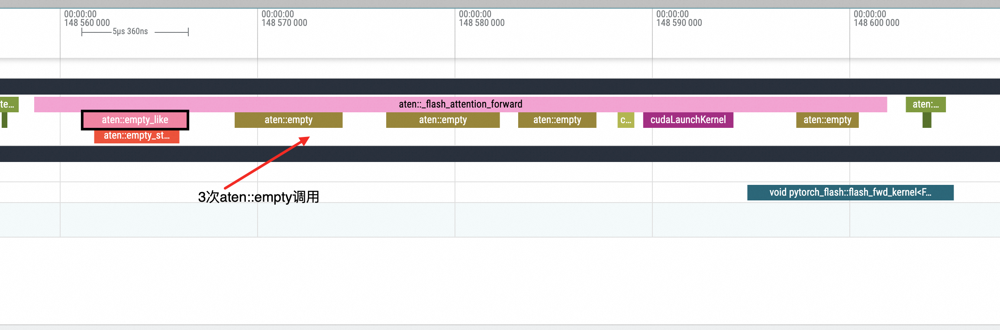 00:00:00
148 560 000
00:00:00
148 570 000
00:00:00
148 580 000
00:00:00
148 590 000
00:00:00
148 600 000
5μs 360ns
te...
aten::_flash_attention_forward
aten:...
aten::empty_like
aten::empty
aten::empty
aten::empty
c...
cudaLaunchKernel
aten::empty
aten::empty_st...
3次aten::empty调用
void pytorch_flash::flash_fwd_kernel<F...